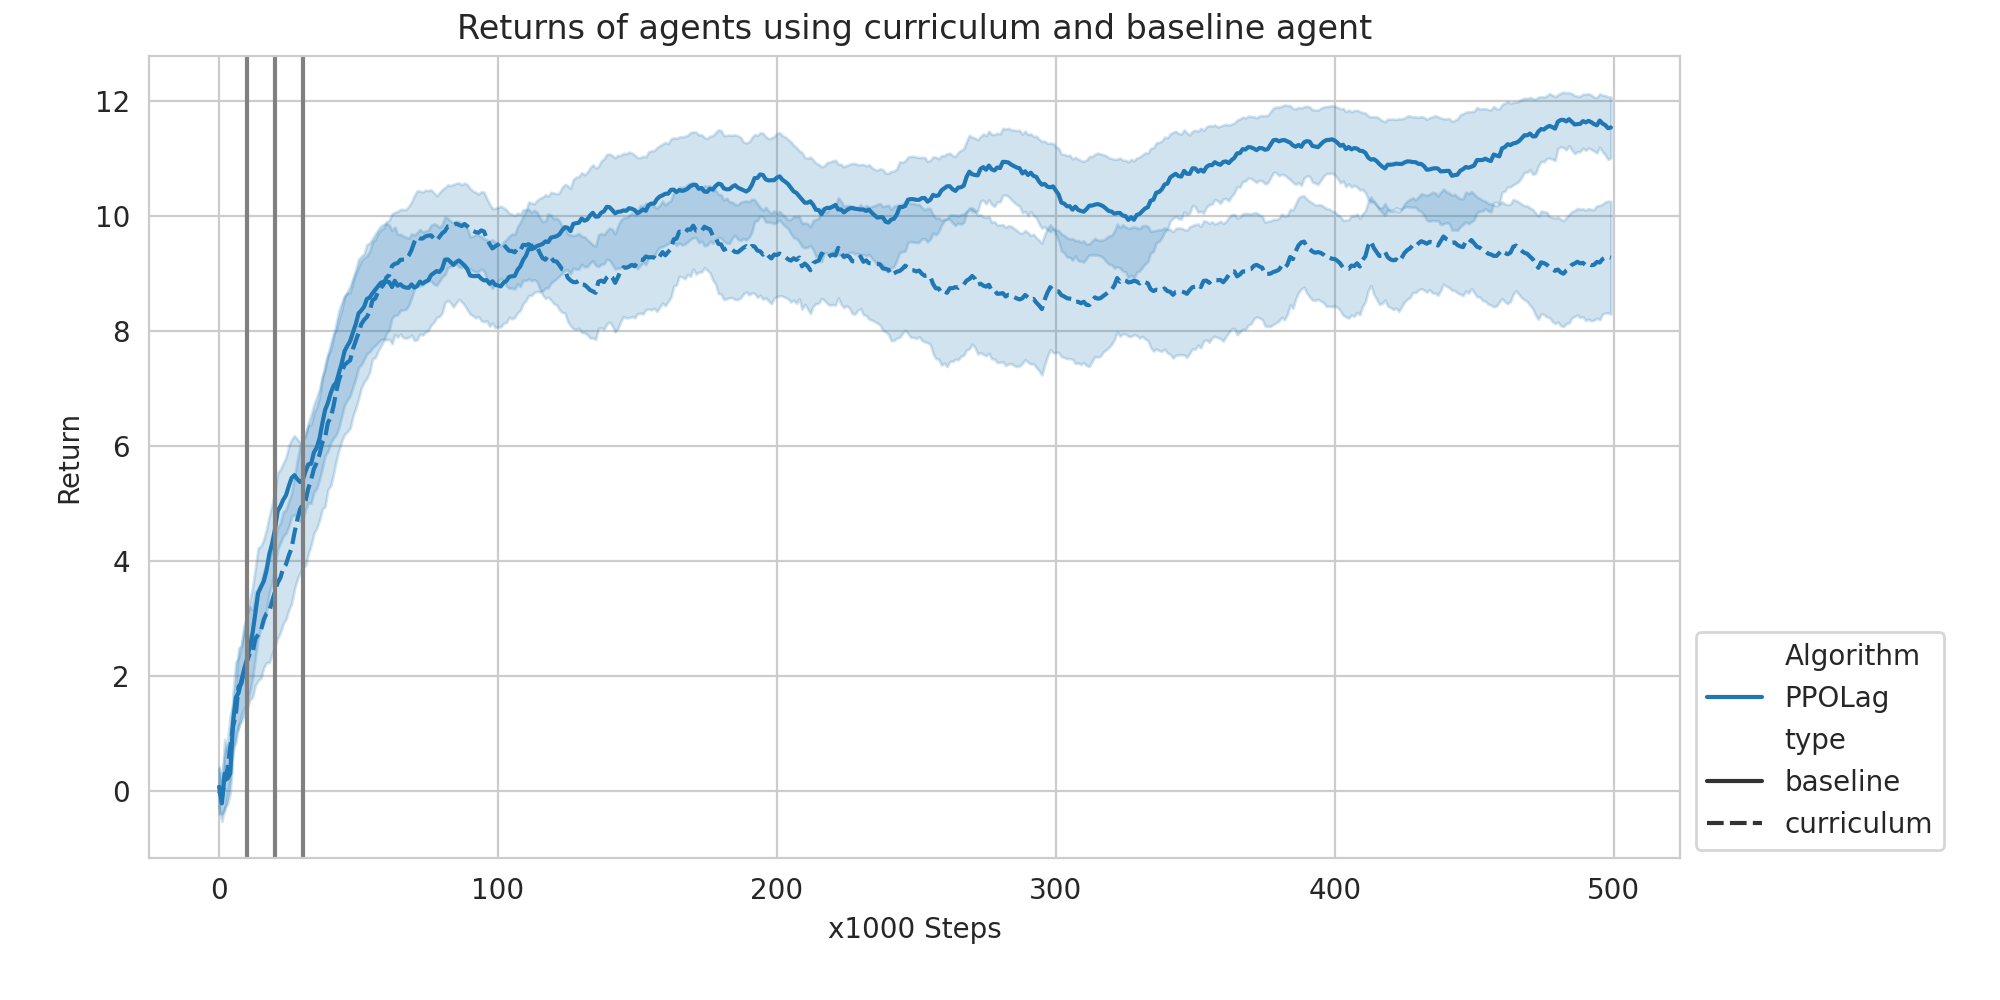 Returns of agents using curriculum and baseline agent
12
10
8
6
4
2
0
Return
0 100 200 300 400 500
x1000 Steps
Algorithm
PPOLag
type
baseline
curriculum